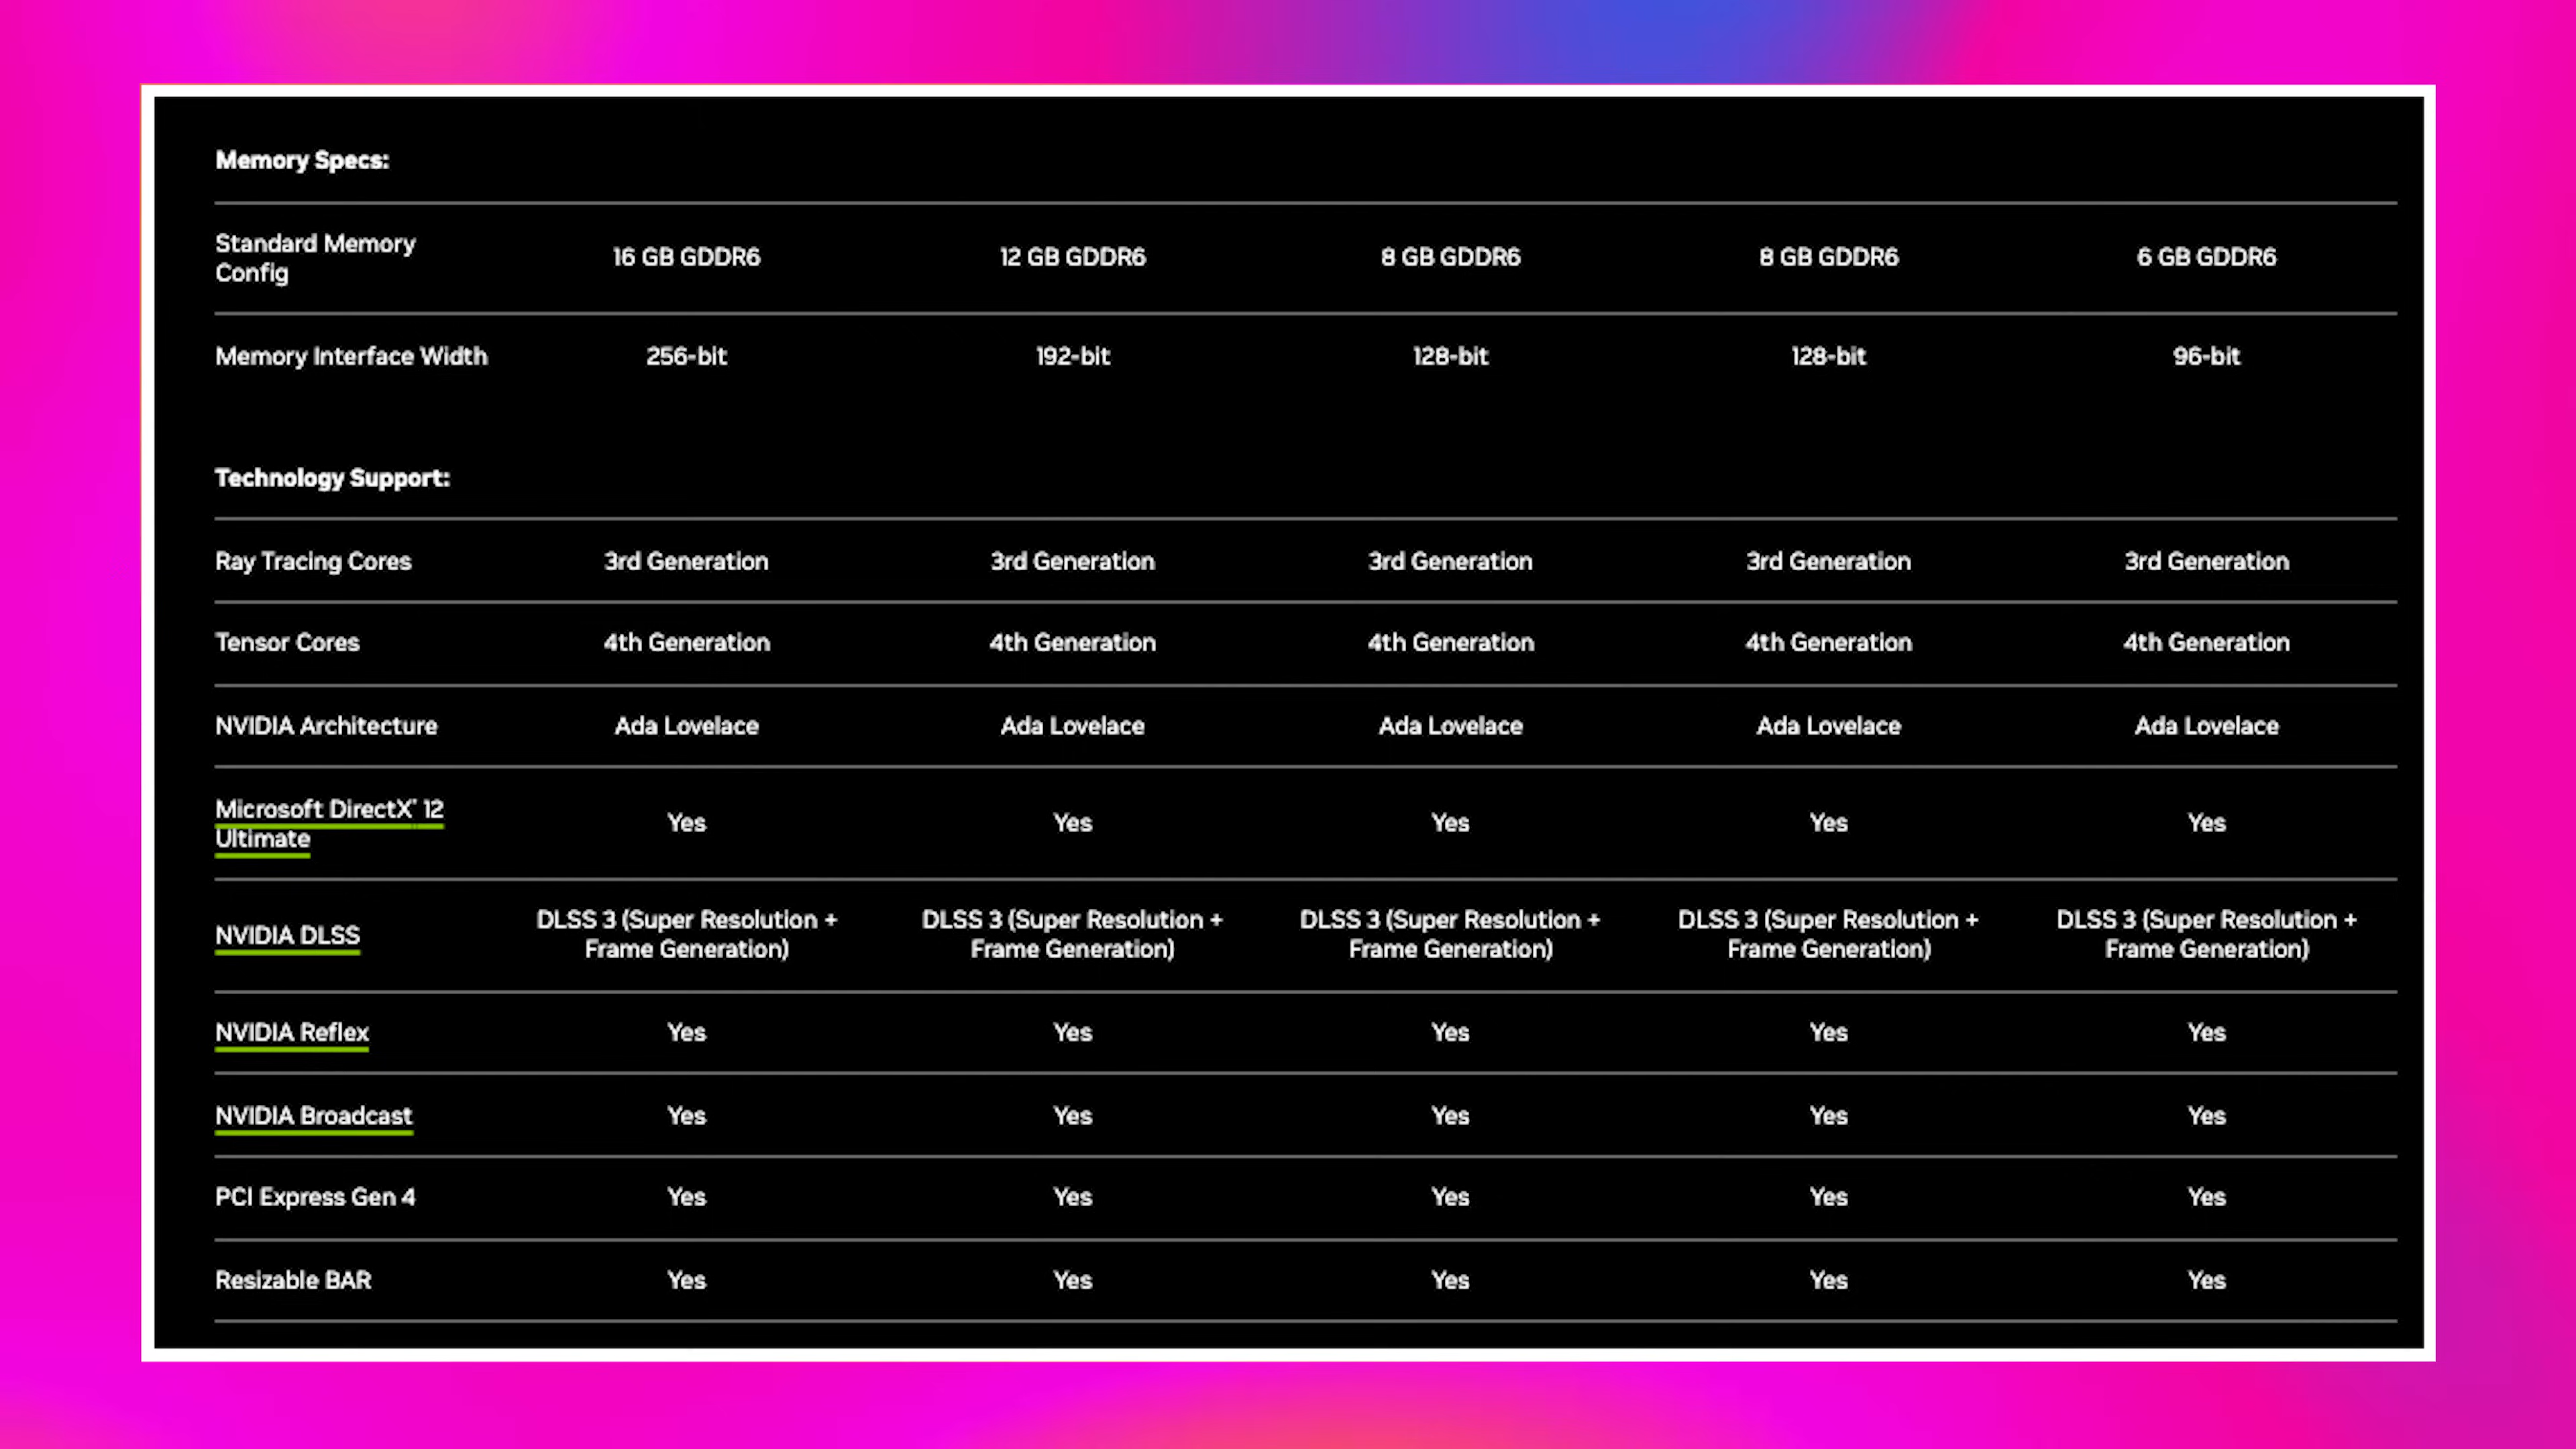 Memory Specs:
Standard Memory
Config
16 GB GDDR6 12 GB GDDR6 8 GB GDDR6 8 GB GDDR6 6 GB GDDR6
Memory Interface Width 256-bit 192-bit 128-bit 128-bit 96-bit
Technology Support:
Ray Tracing Cores 3rd Generation 3rd Generation 3rd Generation 3rd Generation 3rd Generation
Tensor Cores 4th Generation 4th Generation 4th Generation 4th Generation 4th Generation
NVIDIA Architecture Ada Lovelace Ada Lovelace Ada Lovelace Ada Lovelace Ada Lovelace
Microsoft DirectX® 12
Ultimate
Yes Yes Yes Yes Yes
NVIDIA DLSS
DLSS 3 (Super Resolution + DLSS 3 (Super Resolution + DLSS 3 (Super Resolution + DLSS 3 (Super Resolution + DLSS 3 (Super Resolution +
Frame Generation) Frame Generation) Frame Generation) Frame Generation) Frame Generation)
NVIDIA Reflex Yes Yes Yes Yes Yes
NVIDIA Broadcast Yes Yes Yes Yes Yes
PCI Express Gen 4 Yes Yes Yes Yes Yes
Resizable BAR Yes Yes Yes Yes Yes